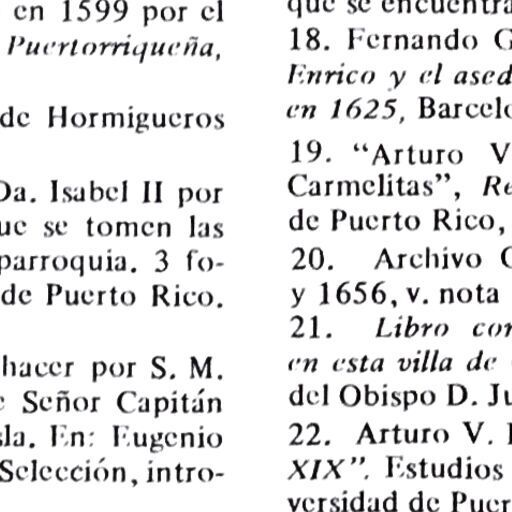 en 1599 por el
Puertorriqueña,
de Hormigueros
Da. Isabel II por
que se tomen las
parroquia. 3 fo-
de Puerto Rico.
hacer por S. M.
Señor Capitán
sla. En: Eugenio
Selección, intro-
que se encuentra
18. Fernando G
Enrico y el ased
en 1625, Barcelo
19. "Arturo V
Carmelitas", Re
de Puerto Rico,
20. Archivo
y 1656, v. nota
21. Libro cor
en esta villa de
del Obispo D. Ju
22. Arturo V.
XIX". Estudios
versidad de Puer